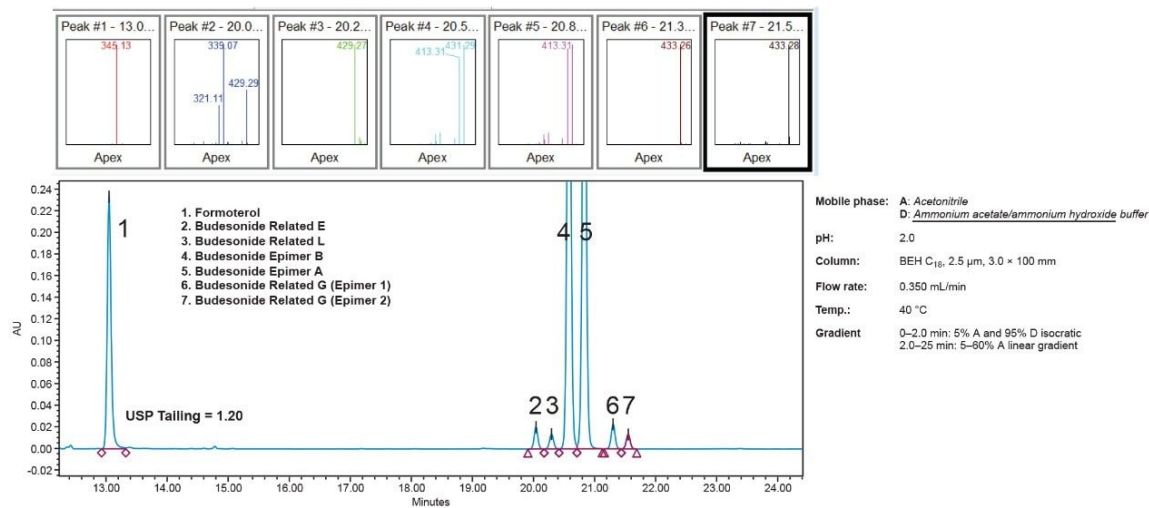 Peak #1 - 13.0...
Peak #2 - 20.0...
Peak #3 - 20.2...
Peak #4 - 20.5...
Peak #5 - 20.8...
Peak #6 - 21.3...
Peak #7 - 21.5...
345.13
339.07
321.11
429.29
429.27
413.31
431.29
413.31
433.26
433.28
Apex
Apex
Apex
Apex
Apex
Apex
Apex
AU
0.24
0.22
0.20
0.18
0.16
0.14
0.12
0.10
0.08
0.06
0.04
0.02
0.00
-0.02
1
1. Formoterol
2. Budesonide Related E
3. Budesonide Related L
4. Budesonide Epimer B
5. Budesonide Epimer A
6. Budesonide Related G (Epimer 1)
7. Budesonide Related G (Epimer 2)
USP Tailing = 1.20
2 3
4 5
6 7
13.00 14.00 15.00 16.00 17.00 18.00 19.00 20.00 21.00 22.00 23.00 24.00
Minutes
Mobile phase: A: Acetonitrile
D: Ammonium acetate/ammonium hydroxide buffer
pH: 2.0
Column: BEH C₁₈, 2.5 µm, 3.0 × 100 mm
Flow rate: 0.350 mL/min
Temp.: 40 °C
Gradient 0–2.0 min: 5% A and 95% D isocratic
2.0–25 min: 5–60% A linear gradient